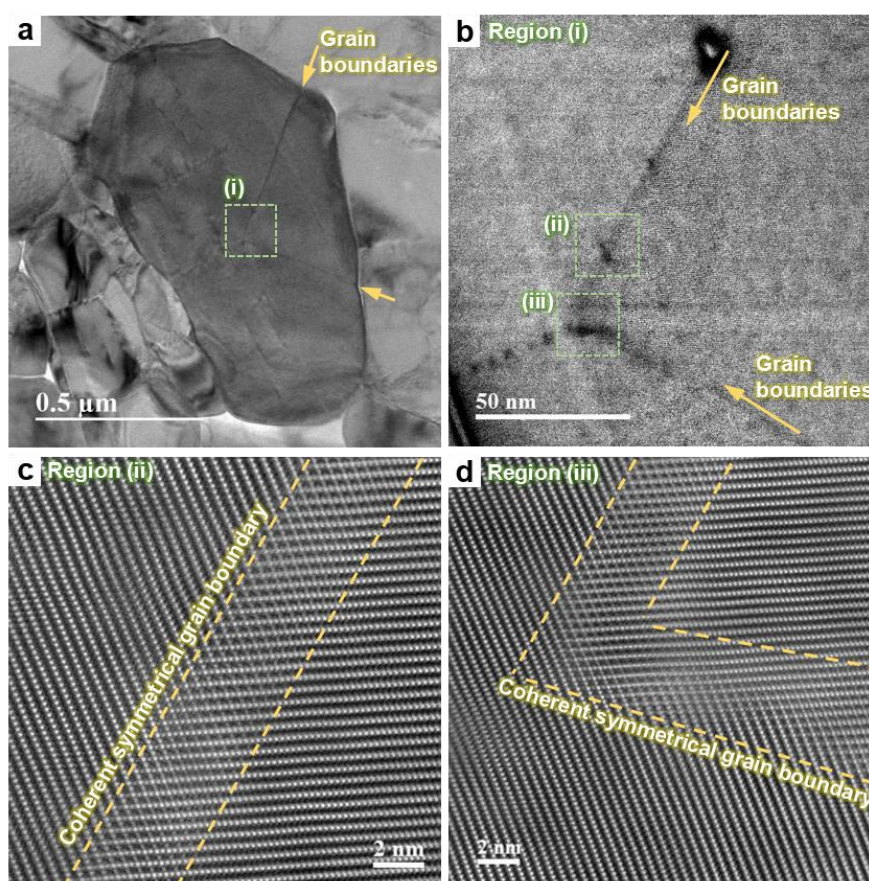 a
Grain
boundaries
(i)
0.5 µm
b
Region (i)
Grain
boundaries
(ii)
(iii)
Grain
boundaries
50 nm
c
Region (ii)
Coherent symmetrical grain boundary
2 nm
d
Region (iii)
Coherent symmetrical grain boundary
2 nm